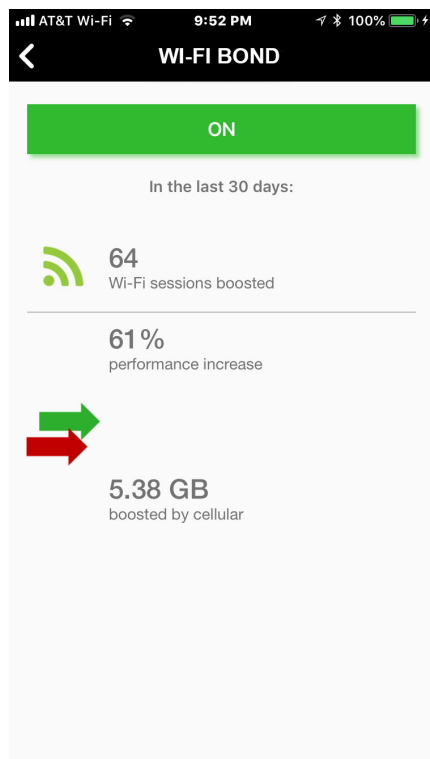 AT&T Wi-Fi 9:52 PM 100%
WI-FI BOND
ON
In the last 30 days:
64
Wi-Fi sessions boosted
61%
performance increase
5.38 GB
boosted by cellular